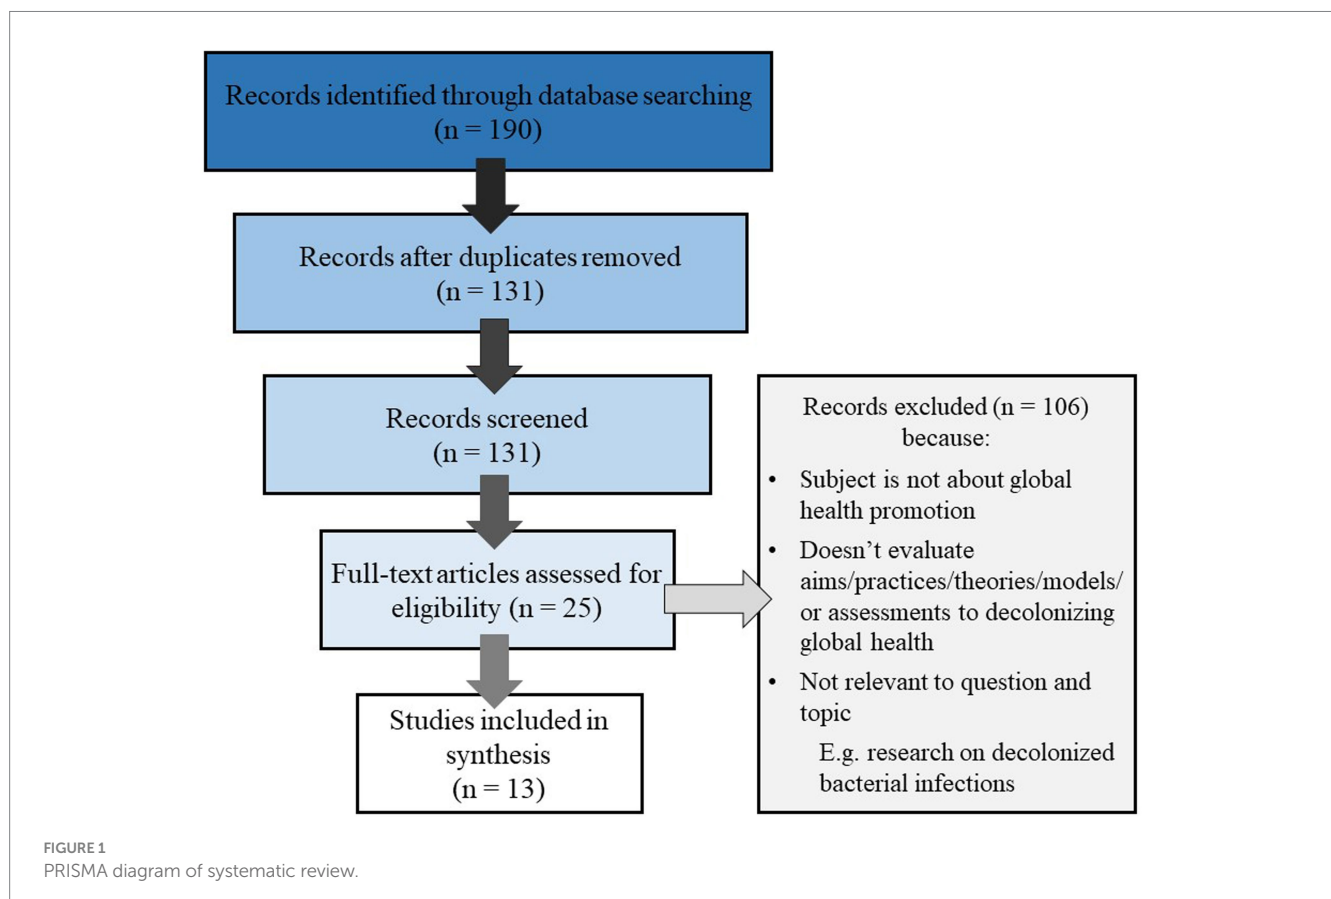 Records identified through database searching
(n = 190)
Records after duplicates removed
(n = 131)
Records screened
(n = 131)
Full-text articles assessed for
eligibility (n = 25)
Studies included in
synthesis
(n = 13)
Records excluded (n = 106)
because:
• Subject is not about global
health promotion
• Doesn't evaluate
aims/practices/theories/models/
or assessments to decolonizing
global health
• Not relevant to question and
topic
E.g. research on decolonized
bacterial infections
FIGURE 1
PRISMA diagram of systematic review.